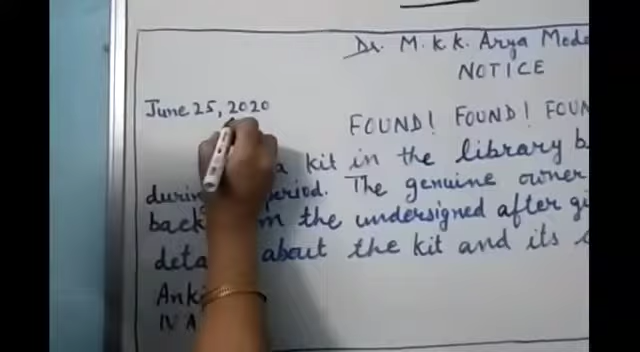 Dr. M.K.K. Arya Mode
NOTICE
June 25, 2020
FOUND! FOUND! FOUN
a kit in the library b
durin period. The genuine owner
back m the undersigned after gi
deta about the kit and its
Anki
IV A